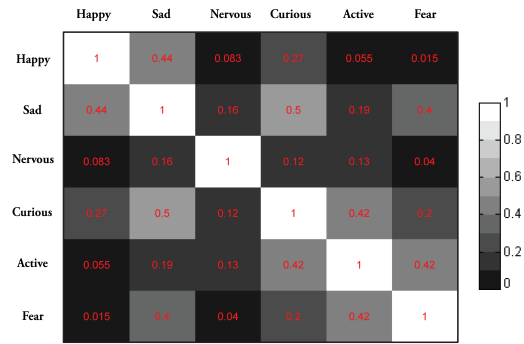 Happy Sad Nervous Curious Active Fear
Happy 1 0.44 0.083 0.27 0.055 0.015
Sad 0.44 1 0.16 0.5 0.19 0.4
Nervous 0.083 0.16 1 0.12 0.13 0.04
Curious 0.27 0.5 0.12 1 0.42 0.2
Active 0.055 0.19 0.13 0.42 1 0.42
Fear 0.015 0.4 0.04 0.2 0.42 1
1
0.8
0.6
0.4
0.2
0